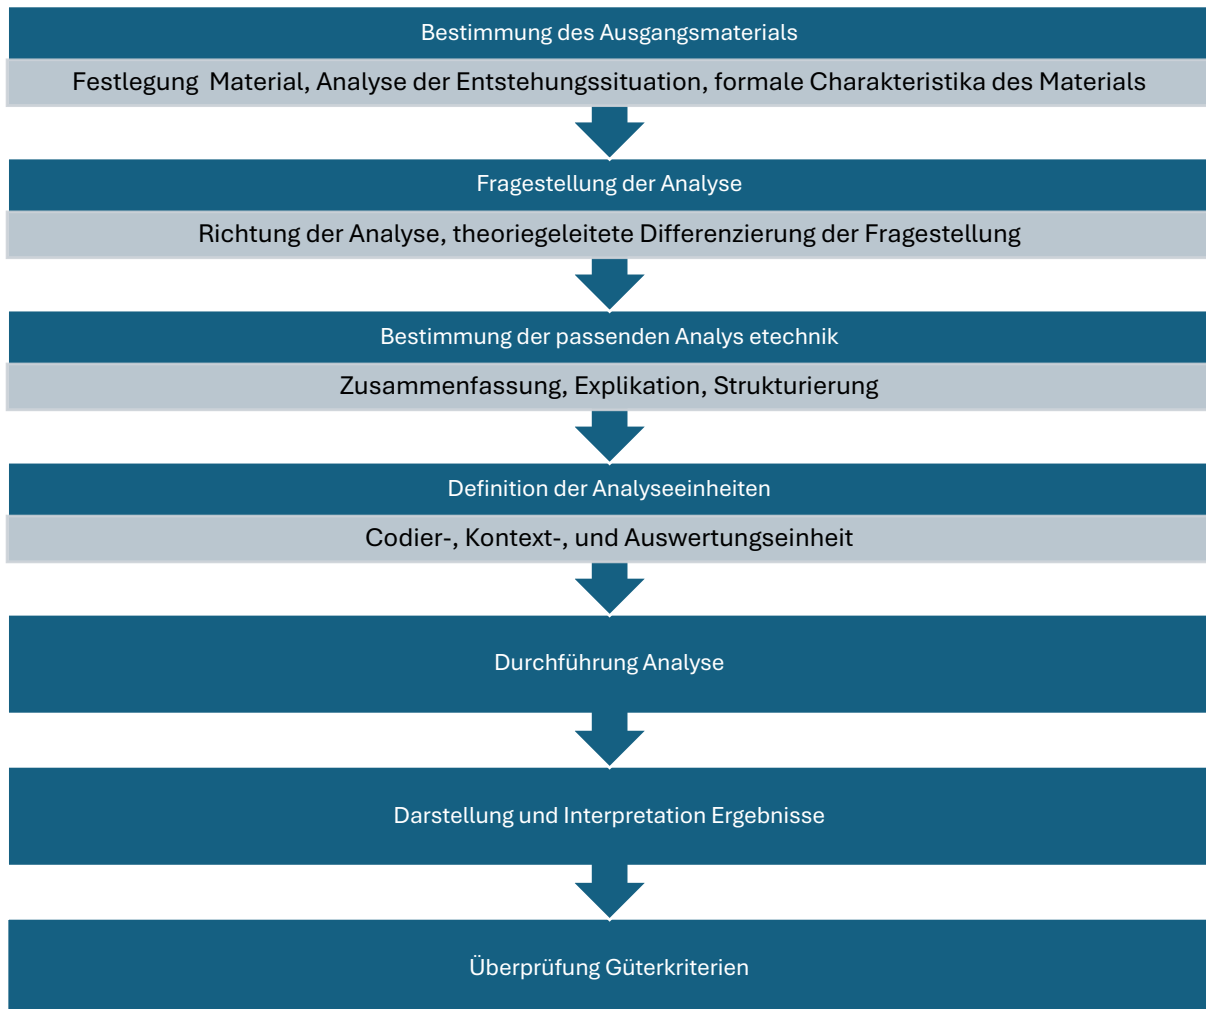 Bestimmung des Ausgangsmaterials
Festlegung  Material, Analyse der Entstehungssituation, formale Charakteristika des Materials
Fragestellung der Analyse
Richtung der Analyse, theoriegeleitete Differenzierung der Fragestellung
Bestimmung der passenden Analys etechnik
Zusammenfassung, Explikation, Strukturierung
Definition der Analyseeinheiten
Codier-, Kontext-, und Auswertungseinheit
Durchführung Analyse
Darstellung und Interpretation Ergebnisse
Überprüfung Güterkriterien